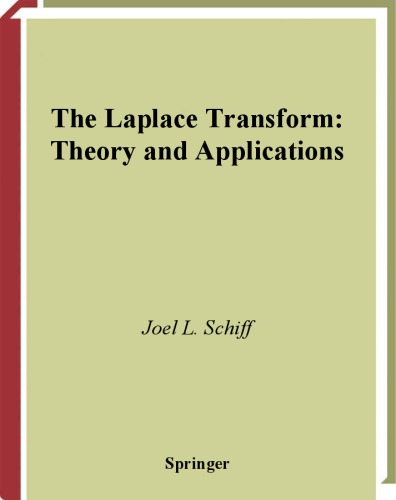 The Laplace Transform:
Theory and Applications
Joel L. Schiff
Springer